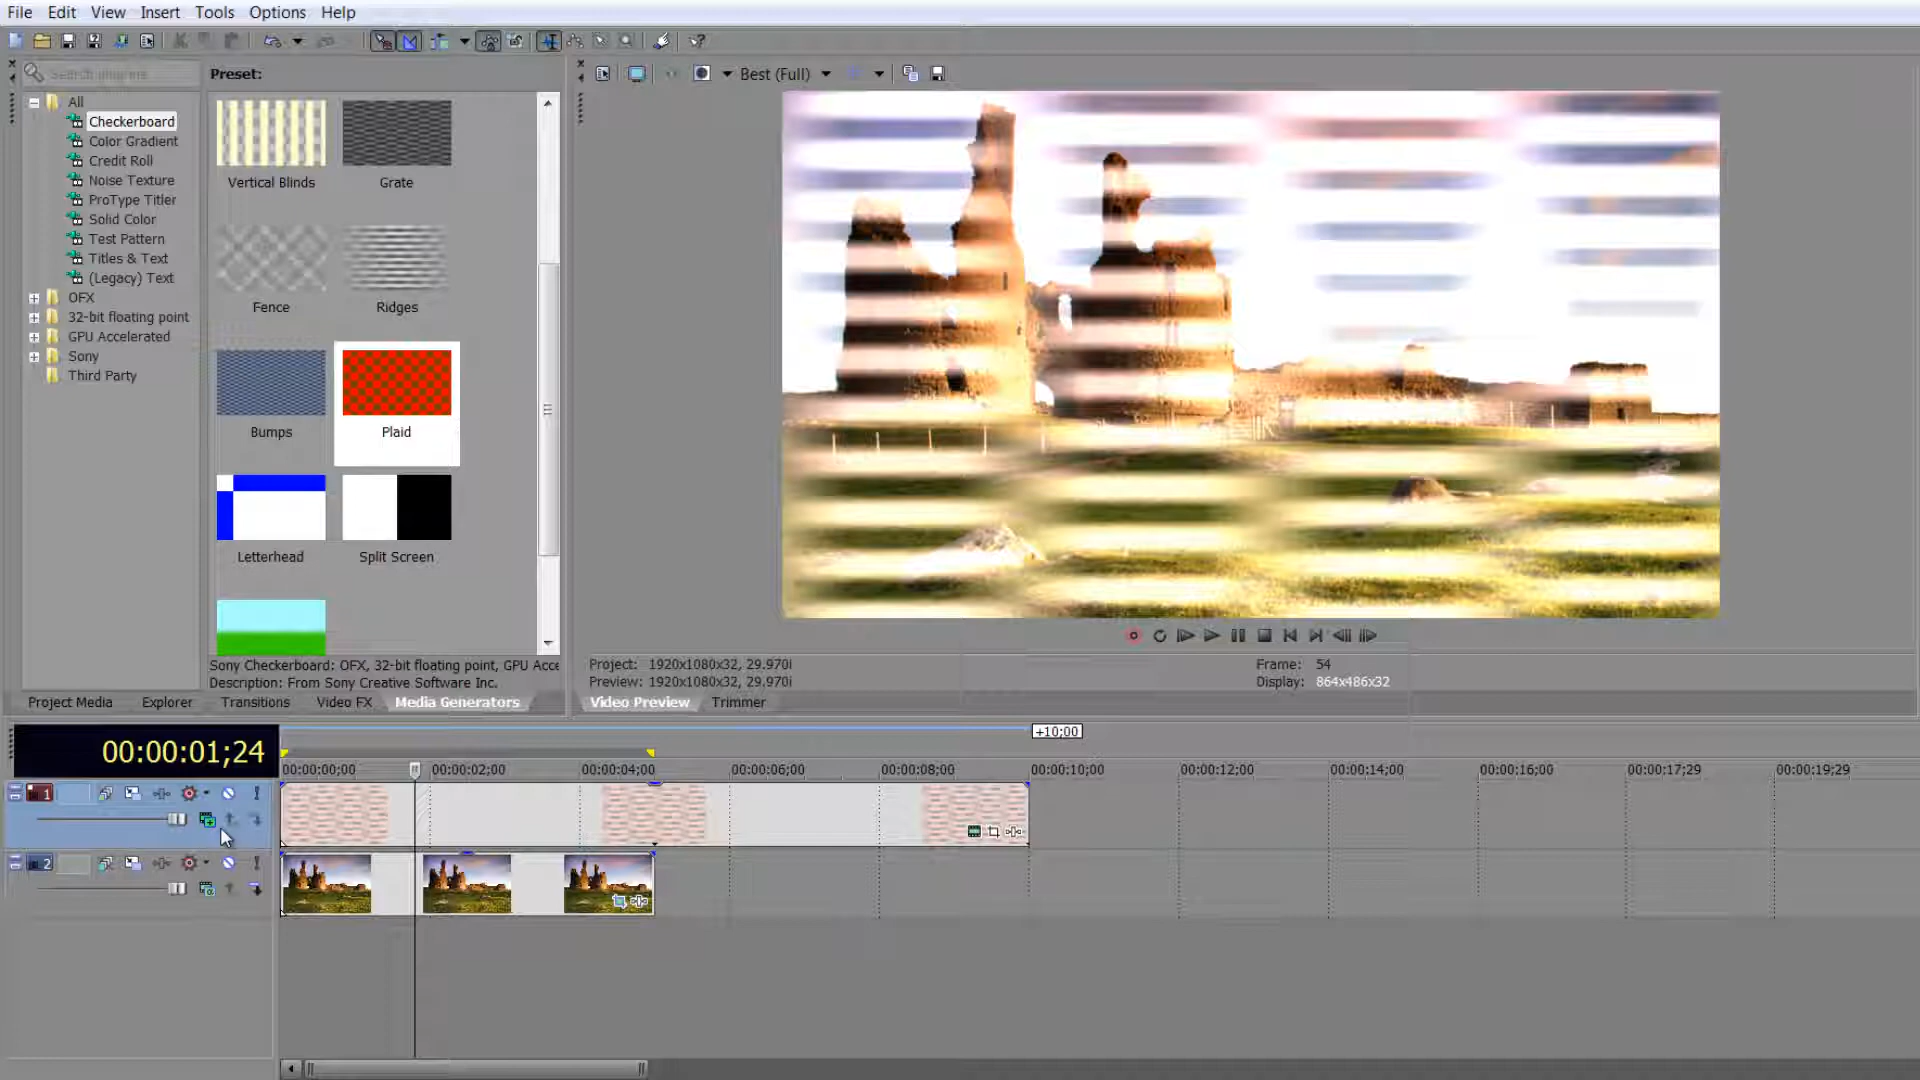 File Edit View Insert Tools Options Help
Search plug-ins
Preset:
Best (Full)
All
Checkerboard
Color Gradient
Credit Roll
Noise Texture
ProType Titler
Solid Color
Test Pattern
Titles & Text
(Legacy) Text
OFX
32-bit floating point
GPU Accelerated
Sony
Third Party
Vertical Blinds
Grate
Fence
Ridges
Bumps
Plaid
Letterhead
Split Screen
Sony Checkerboard: OFX, 32-bit floating point, GPU Acce
Description: From Sony Creative Software Inc.
Project Media Explorer Transitions Video FX Media Generators
Project: 1920x1080x32, 29.970i
Preview: 1920x1080x32, 29.970i
Frame: 54
Display: 864x486x32
Video Preview Trimmer
00:00:01;24
+10;00
00:00:00;00 00:00:02;00 00:00:04;00 00:00:06;00 00:00:08;00 00:00:10;00 00:00:12;00 00:00:14;00 00:00:16;00 00:00:17;29 00:00:19;29
1
2